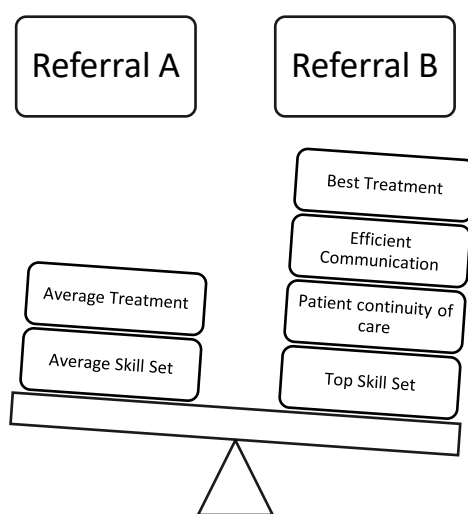 Referral A
Referral B
Best Treatment
Efficient
Communication
Patient continuity of
care
Top Skill Set
Average Treatment
Average Skill Set